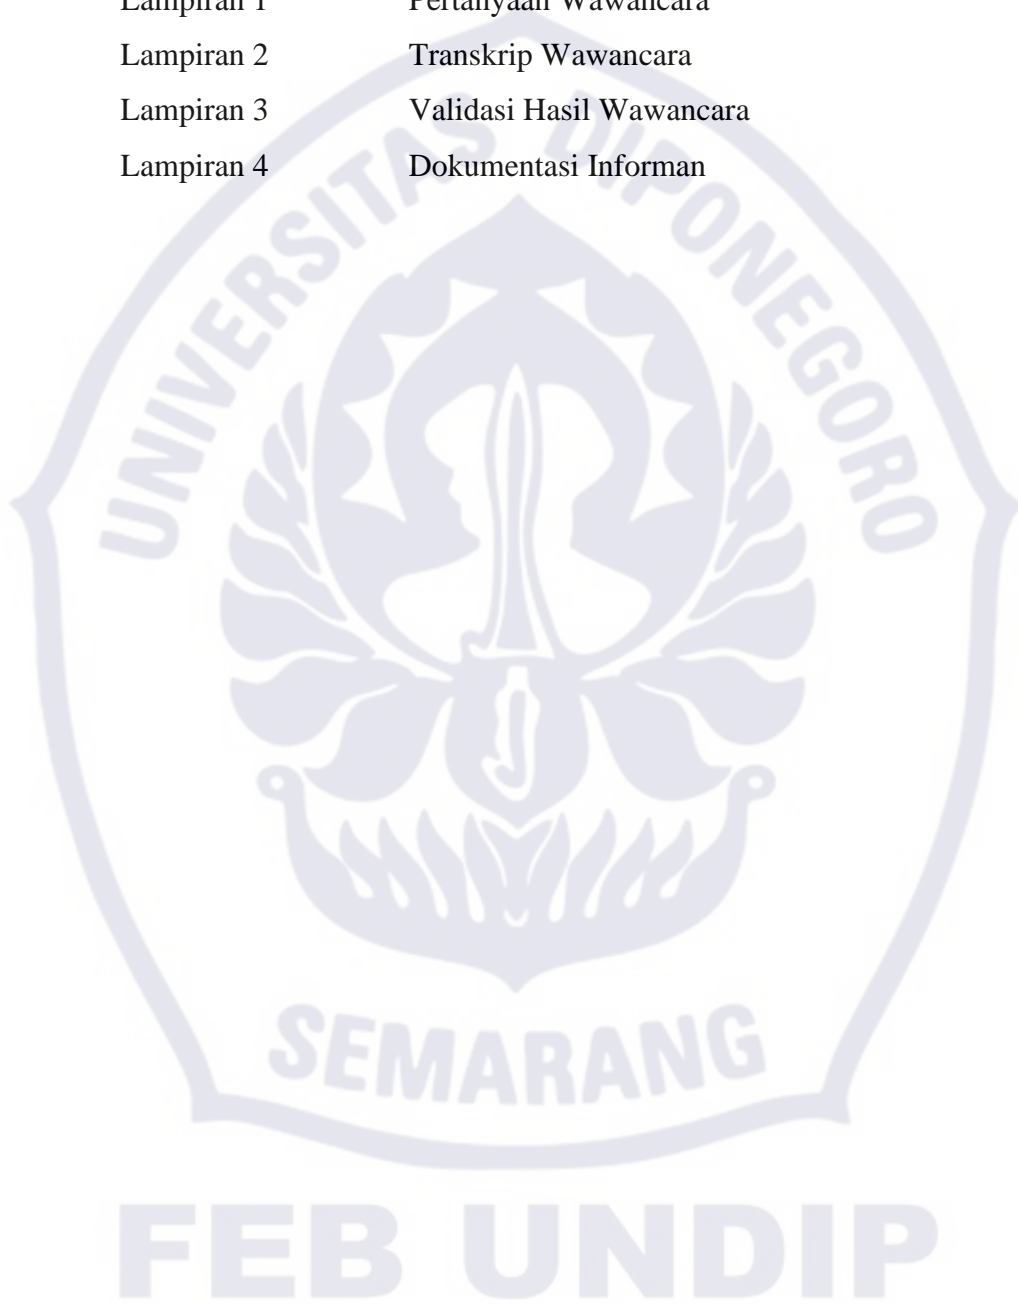 Lampiran 1 Pertanyaan Wawancara
Lampiran 2 Transkrip Wawancara
Lampiran 3 Validasi Hasil Wawancara
Lampiran 4 Dokumentasi Informan
UNIVERSITAS DIPONEGORO
SEMARANG
FEB UNDIP